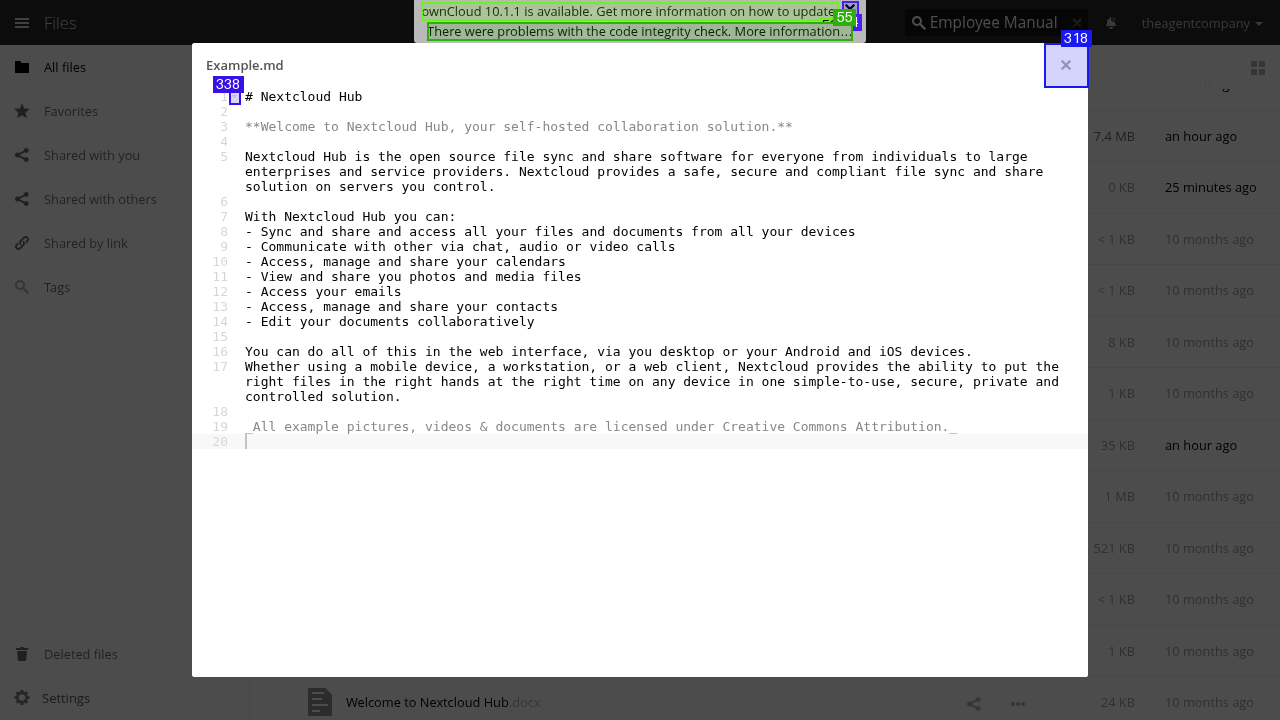 Files
ownCloud 10.1.1 is available. Get more information on how to update
55
There were problems with the code integrity check. More information…
Employee Manual
theagentcompany
318
All files
Favorites
Shared with you
Shared with others
Shared by link
Tags
Deleted files
Settings
Example.md
338
1 # Nextcloud Hub
2
3 **Welcome to Nextcloud Hub, your self-hosted collaboration solution.**
4
5 Nextcloud Hub is the open source file sync and share software for everyone from individuals to large
enterprises and service providers. Nextcloud provides a safe, secure and compliant file sync and share
solution on servers you control.
6
7 With Nextcloud Hub you can:
8 - Sync and share and access all your files and documents from all your devices
9 - Communicate with other via chat, audio or video calls
10 - Access, manage and share your calendars
11 - View and share you photos and media files
12 - Access your emails
13 - Access, manage and share your contacts
14 - Edit your documents collaboratively
15
16 You can do all of this in the web interface, via you desktop or your Android and iOS devices.
17 Whether using a mobile device, a workstation, or a web client, Nextcloud provides the ability to put the
right files in the right hands at the right time on any device in one simple-to-use, secure, private and
controlled solution.
18
19 _All example pictures, videos & documents are licensed under Creative Commons Attribution._
20
7.4 MB an hour ago
0 KB 25 minutes ago
< 1 KB 10 months ago
< 1 KB 10 months ago
8 KB 10 months ago
1 KB 10 months ago
35 KB an hour ago
1 MB 10 months ago
521 KB 10 months ago
< 1 KB 10 months ago
1 KB 10 months ago
Welcome to Nextcloud Hub.docx 24 KB 10 months ago